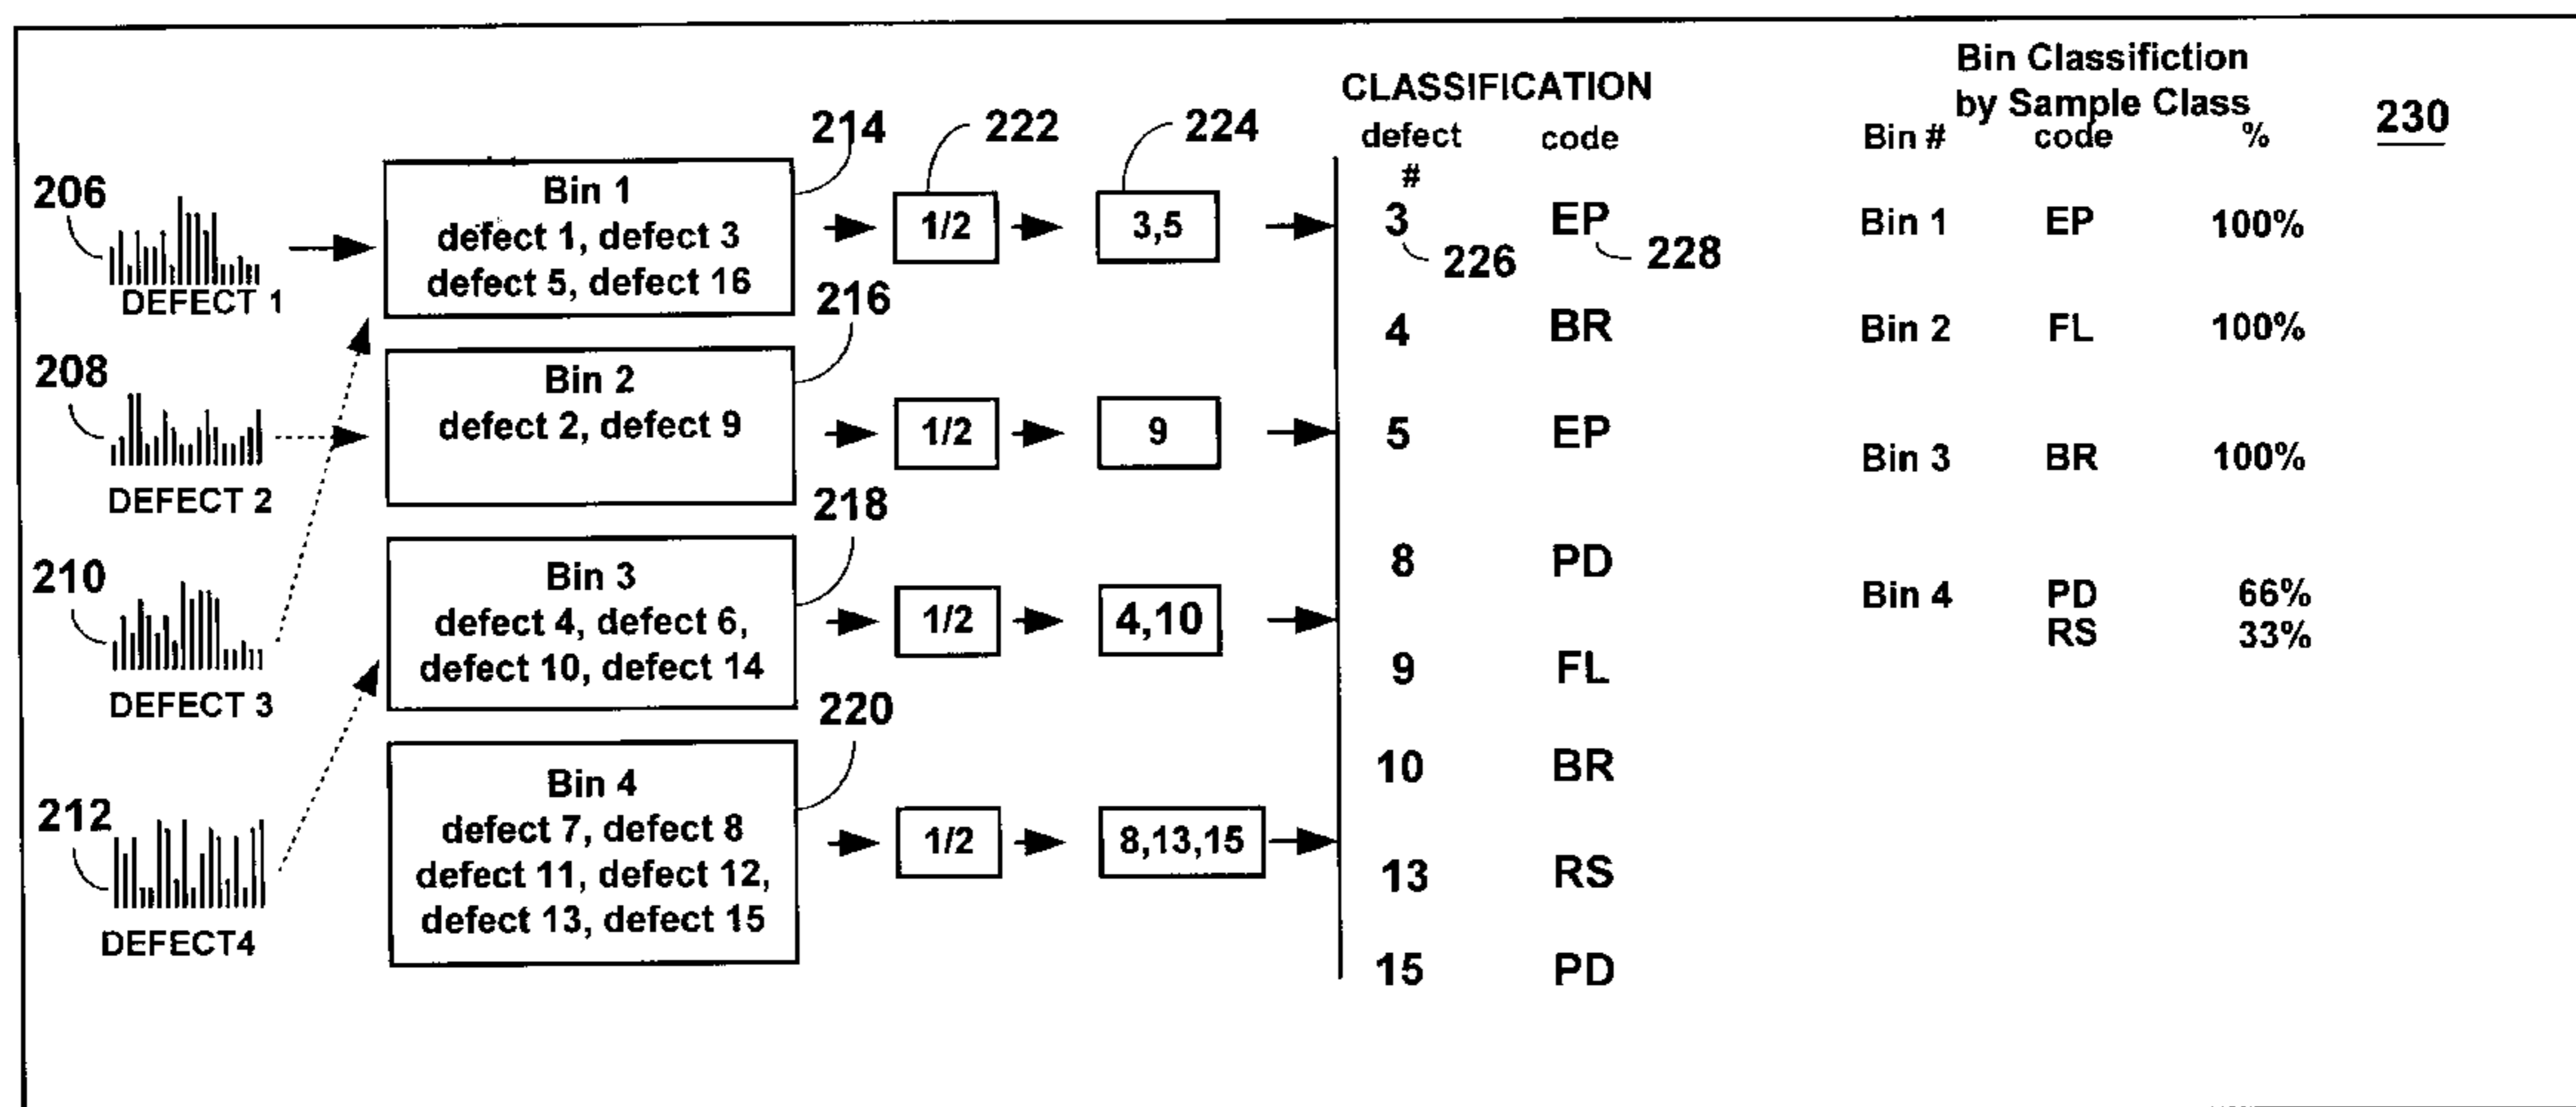 206
DEFECT 1
208
DEFECT 2
210
DEFECT 3
212
DEFECT4
214
Bin 1
defect 1, defect 3
defect 5, defect 16
216
Bin 2
defect 2, defect 9
218
Bin 3
defect 4, defect 6,
defect 10, defect 14
220
Bin 4
defect 7, defect 8
defect 11, defect 12,
defect 13, defect 15
222
224
1/2
3,5
1/2
9
1/2
4,10
1/2
8,13,15
CLASSIFICATION
defect code
#
3 EP
226 228
4 BR
5 EP
8 PD
9 FL
10 BR
13 RS
15 PD
Bin Classifiction
by Sample Class
230
Bin # code %
Bin 1 EP 100%
Bin 2 FL 100%
Bin 3 BR 100%
Bin 4 PD 66%
RS 33%